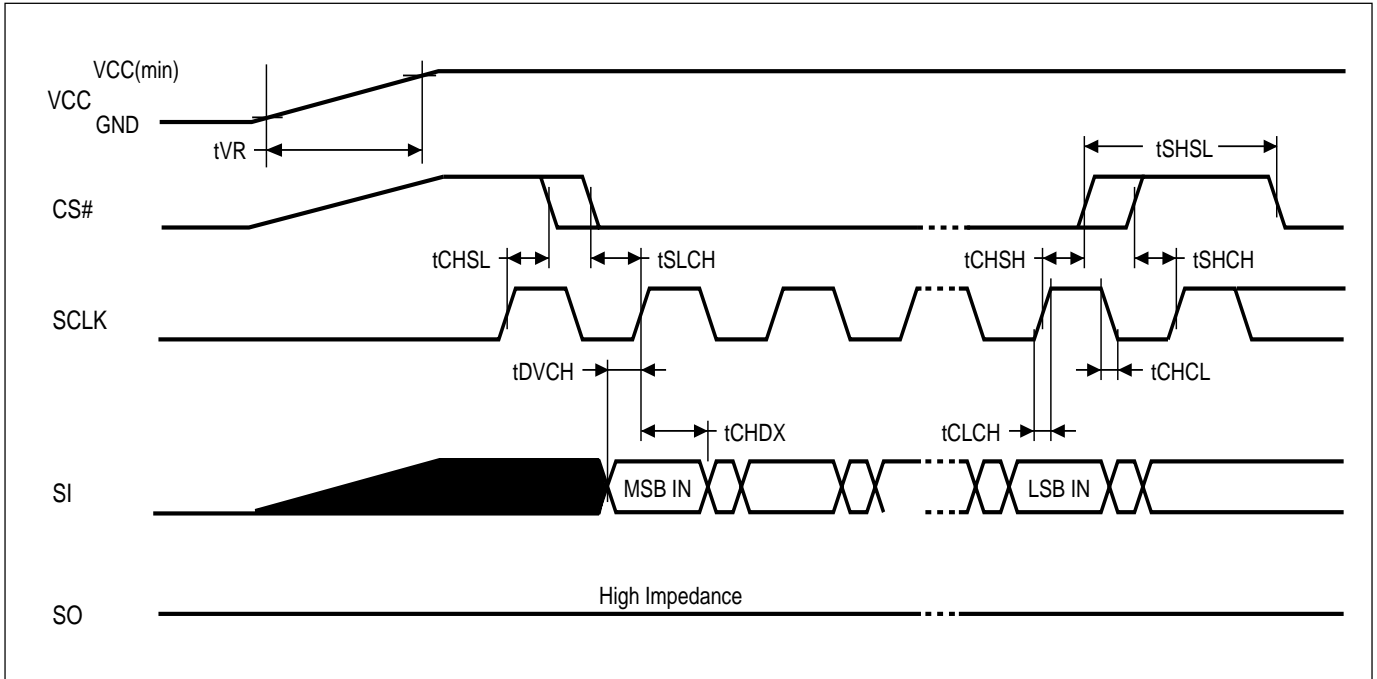 VCC(min)
VCC
GND
tVR
tSHSL
CS#
tCHSL
tSLCH
tCHSH
tSHCH
SCLK
tDVCH
tCHCL
tCHDX
tCLCH
SI
MSB IN
LSB IN
High Impedance
SO